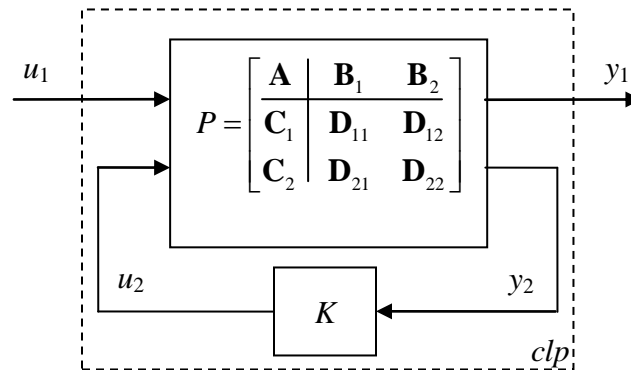 u₁
y₁
P = [ A | B₁ B₂
C₁ | D₁₁ D₁₂
C₂ | D₂₁ D₂₂ ]
u₂
y₂
K
clp